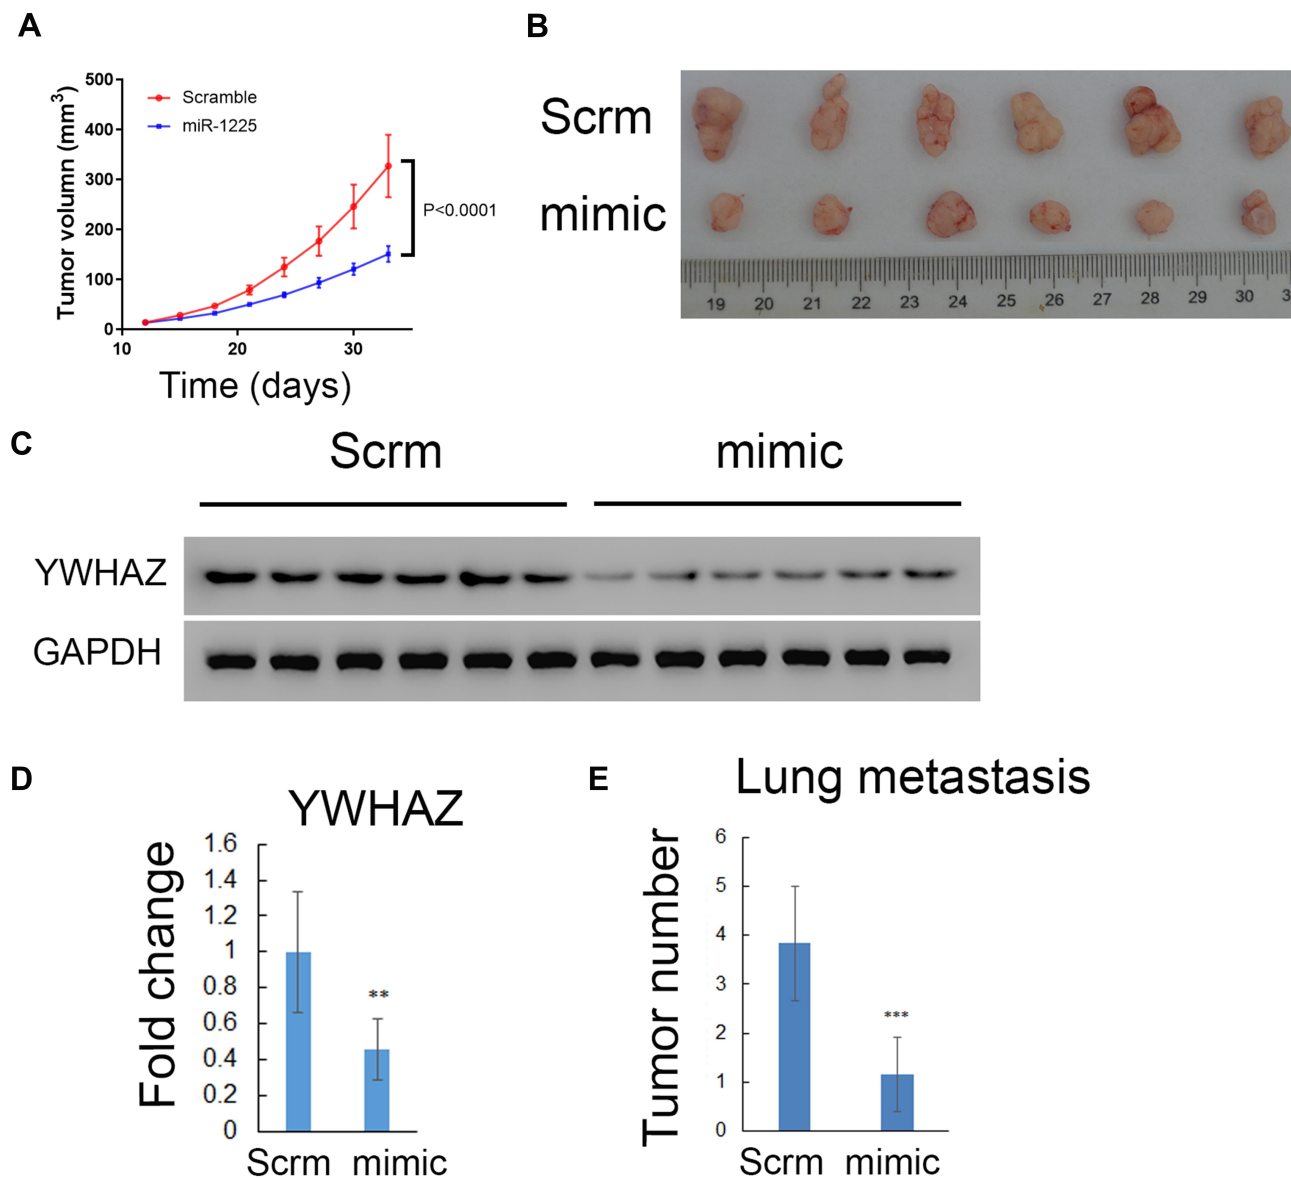 A
Tumor volumn (mm³)
500
400
300
200
100
0
10
20
30
Scramble
miR-1225
P<0.0001
Time (days)
B
Scrm
mimic
19 20 21 22 23 24 25 26 27 28 29 30
C
Scrm
mimic
YWHAZ
GAPDH
D
YWHAZ
Fold change
1.6
1.4
1.2
1
0.8
0.6
0.4
0.2
0
**
Scrm
mimic
E
Lung metastasis
Tumor number
6
5
4
3
2
1
0
***
Scrm
mimic